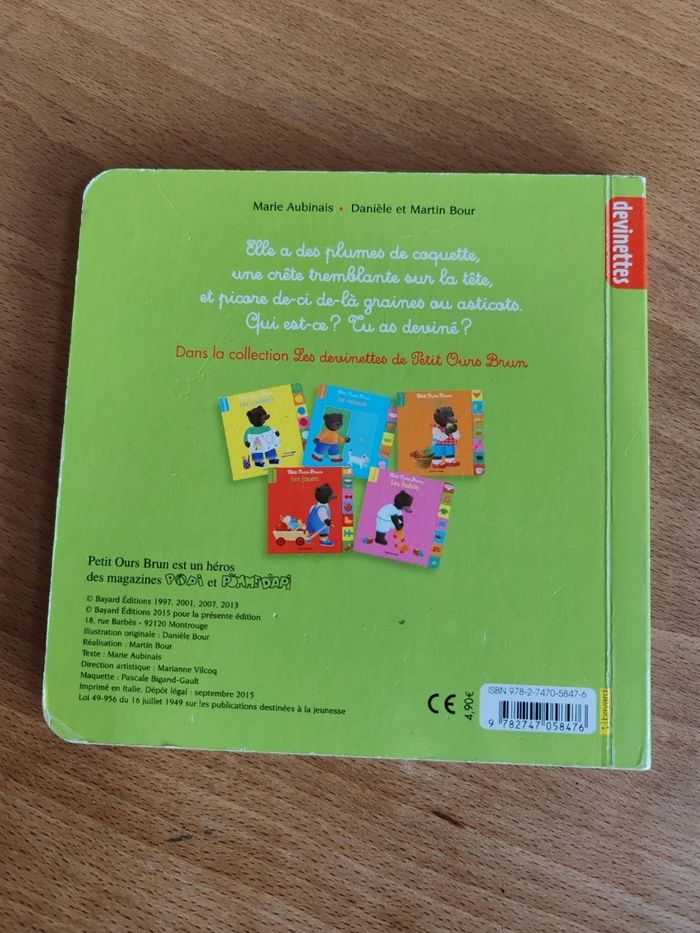 Marie Aubinais • Danièle et Martin Bour
devinettes
Elle a des plumes de coquette,
une crête tremblante sur la tête,
et picore de-ci de-là graines ou asticots.
Qui est-ce ? Tu as deviné ?
Dans la collection Les devinettes de Petit Ours Brun
Petit Ours Brun
La maison
Petit Ours Brun
Petit Ours Brun
Les jouets
Les habits
Petit Ours Brun est un héros
des magazines POPI et POMME D'API
© Bayard Éditions 1997, 2001, 2007, 2013
© Bayard Éditions 2015 pour la présente édition
18, rue Barbès - 92120 Montrouge
Illustration originale : Danièle Bour
Réalisation : Martin Bour
Texte : Marie Aubinais
Direction artistique : Marianne Vilcoq
Maquette : Pascale Bigand-Gault
Imprimé en Italie. Dépôt légal : septembre 2015
Loi 49-956 du 16 juillet 1949 sur les publications destinées à la jeunesse
CE
4,90€
ISBN 978-2-7470-5847-6
9 782747 058476
bayard